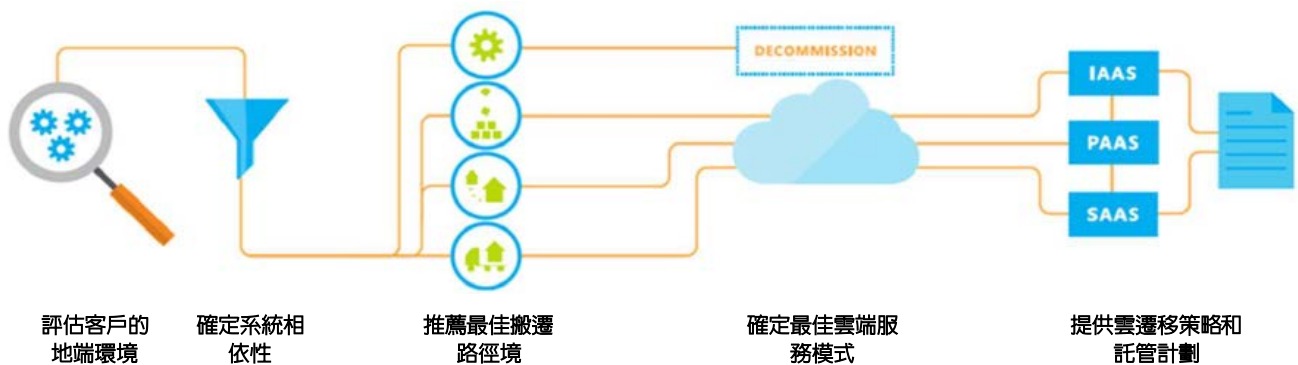 DECOMMISSION
IAAS
PAAS
SAAS
評估客戶的
地端環境
確定系統相
依性
推薦最佳搬遷
路徑境
確定最佳雲端服
務模式
提供雲遷移策略和
託管計劃